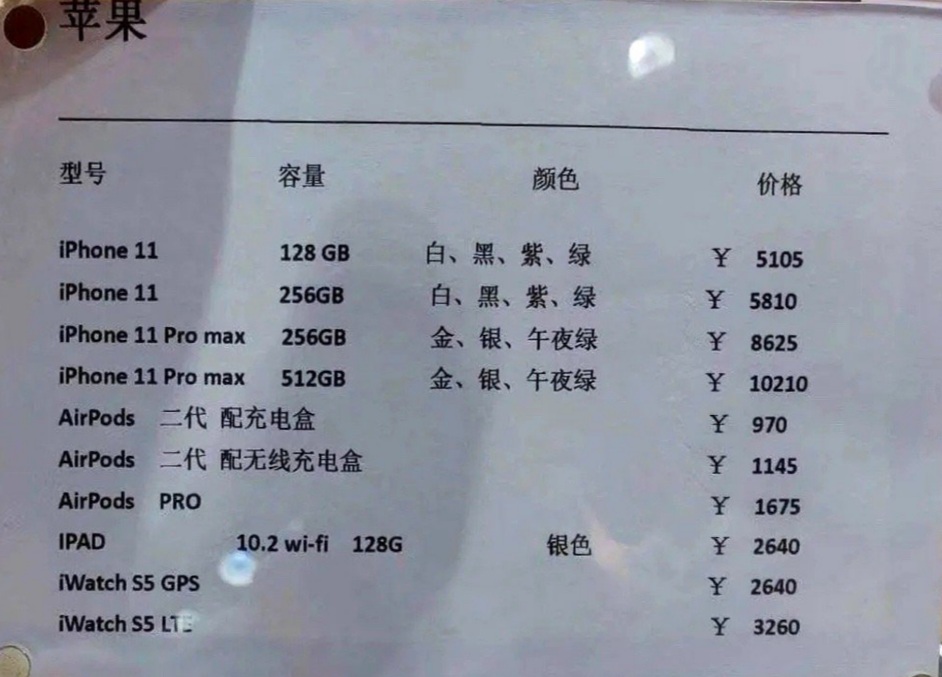 苹果
型号 容量 颜色 价格
iPhone 11 128 GB 白、黑、紫、绿 ¥ 5105
iPhone 11 256GB 白、黑、紫、绿 ¥ 5810
iPhone 11 Pro max 256GB 金、银、午夜绿 ¥ 8625
iPhone 11 Pro max 512GB 金、银、午夜绿 ¥ 10210
AirPods 二代 配充电盒 ¥ 970
AirPods 二代 配无线充电盒 ¥ 1145
AirPods PRO ¥ 1675
IPAD 10.2 wi-fi 128G 银色 ¥ 2640
iWatch S5 GPS ¥ 2640
iWatch S5 LTE ¥ 3260